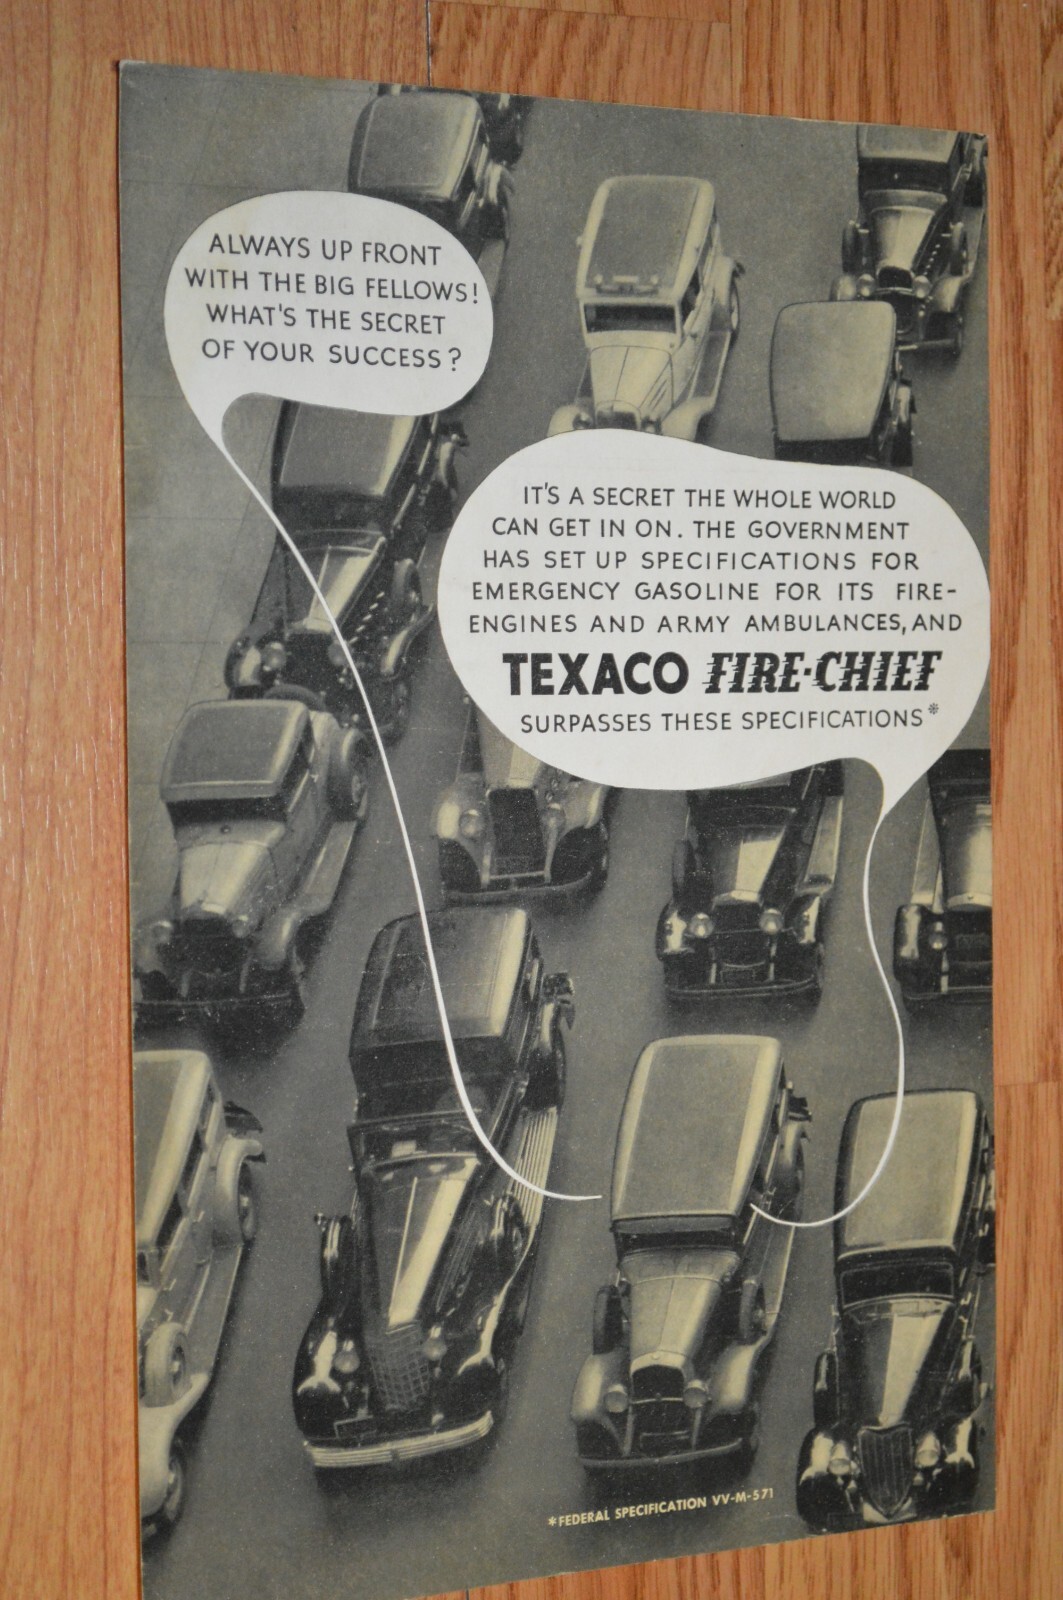 ALWAYS UP FRONT
WITH THE BIG FELLOWS!
WHAT'S THE SECRET
OF YOUR SUCCESS?
IT'S A SECRET THE WHOLE WORLD
CAN GET IN ON. THE GOVERNMENT
HAS SET UP SPECIFICATIONS FOR
EMERGENCY GASOLINE FOR ITS FIRE-
ENGINES AND ARMY AMBULANCES, AND
TEXACO FIRE-CHIEF
SURPASSES THESE SPECIFICATIONS*
*FEDERAL SPECIFICATION VV-M-571